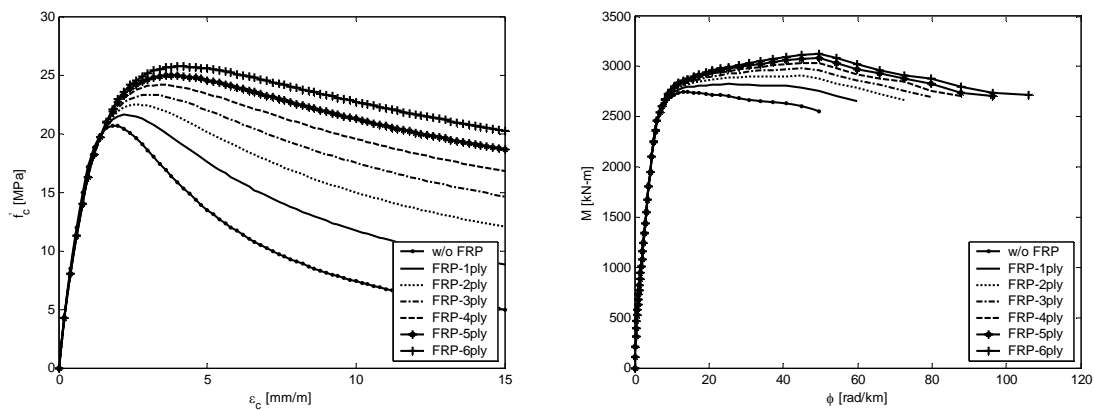 30
25
20
15
10
5
0
f'c [MPa]
0 5 10 15
εc [mm/m]
w/o FRP
FRP-1ply
FRP-2ply
FRP-3ply
FRP-4ply
FRP-5ply
FRP-6ply
3500
3000
2500
2000
1500
1000
500
0
M [kN-m]
0 20 40 60 80 100 120
ϕ [rad/km]
w/o FRP
FRP-1ply
FRP-2ply
FRP-3ply
FRP-4ply
FRP-5ply
FRP-6ply